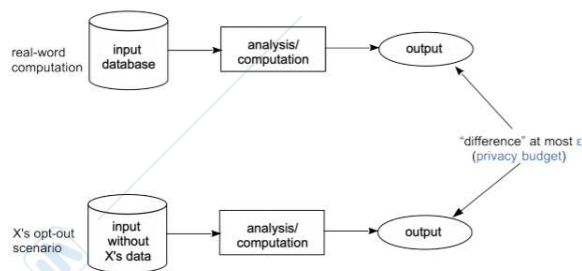 real-word
computation
input
database
analysis/
computation
output
“difference” at most ε
(privacy budget)
X's opt-out
scenario
input
without
X's data
analysis/
computation
output